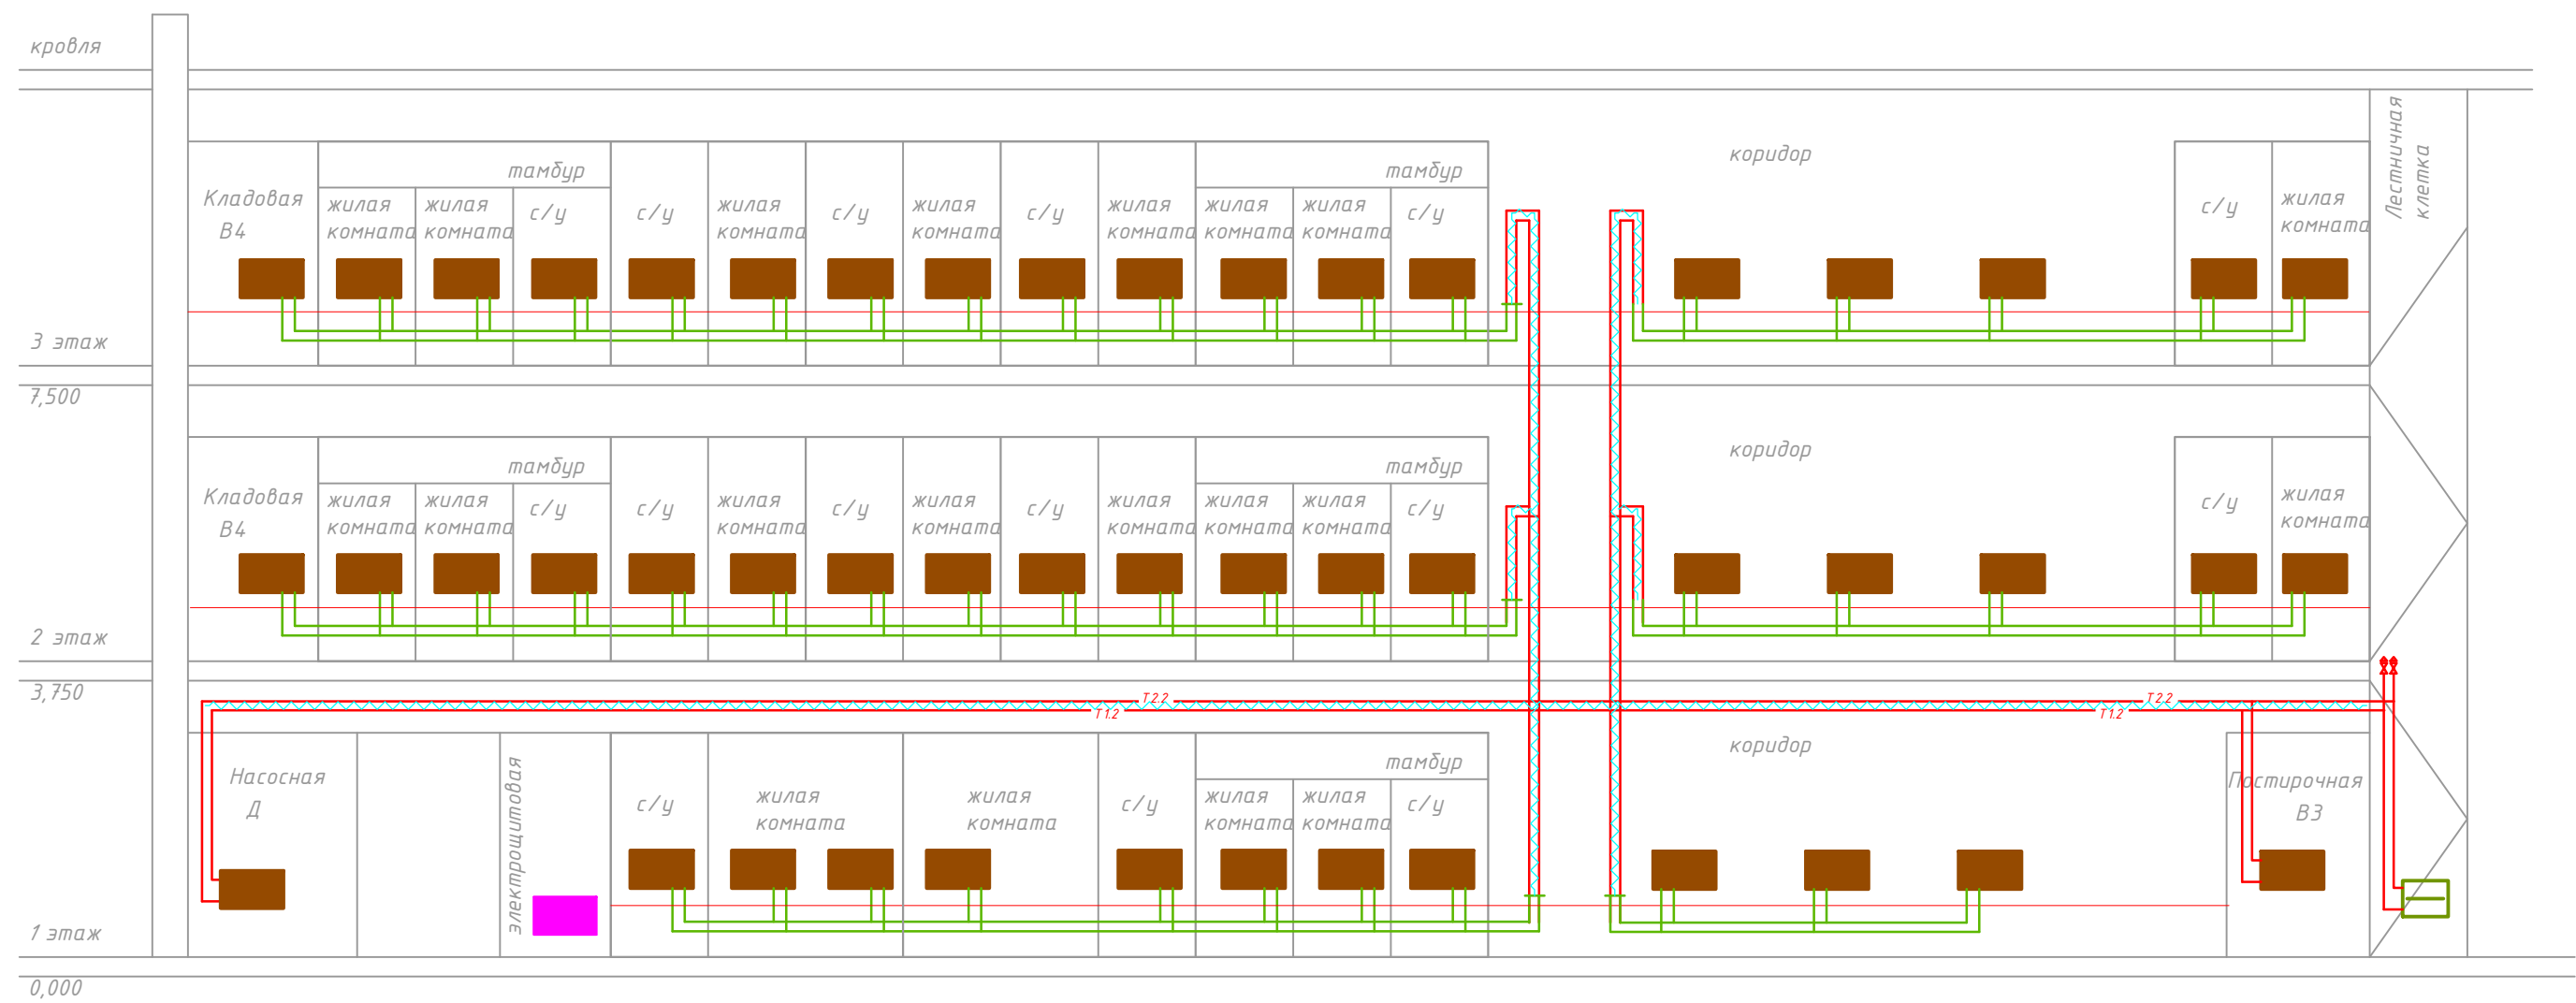 кровля
Лестничная
клетка
тамбур
тамбур
коридор
Кладовая
В4
жилая
комната
жилая
комната
с/у
с/у
жилая
комната
с/у
жилая
комната
с/у
жилая
комната
жилая
комната
жилая
комната
с/у
с/у
жилая
комната
3 этаж
7,500
тамбур
тамбур
коридор
Кладовая
В4
жилая
комната
жилая
комната
с/у
с/у
жилая
комната
с/у
жилая
комната
с/у
жилая
комната
жилая
комната
жилая
комната
с/у
с/у
жилая
комната
2 этаж
3,750
Т2.2
Т1.2
Т2.2
Т1.2
тамбур
коридор
Насосная
Д
электрощитовая
с/у
жилая
комната
жилая
комната
с/у
жилая
комната
жилая
комната
с/у
Постирочная
В3
1 этаж
0,000